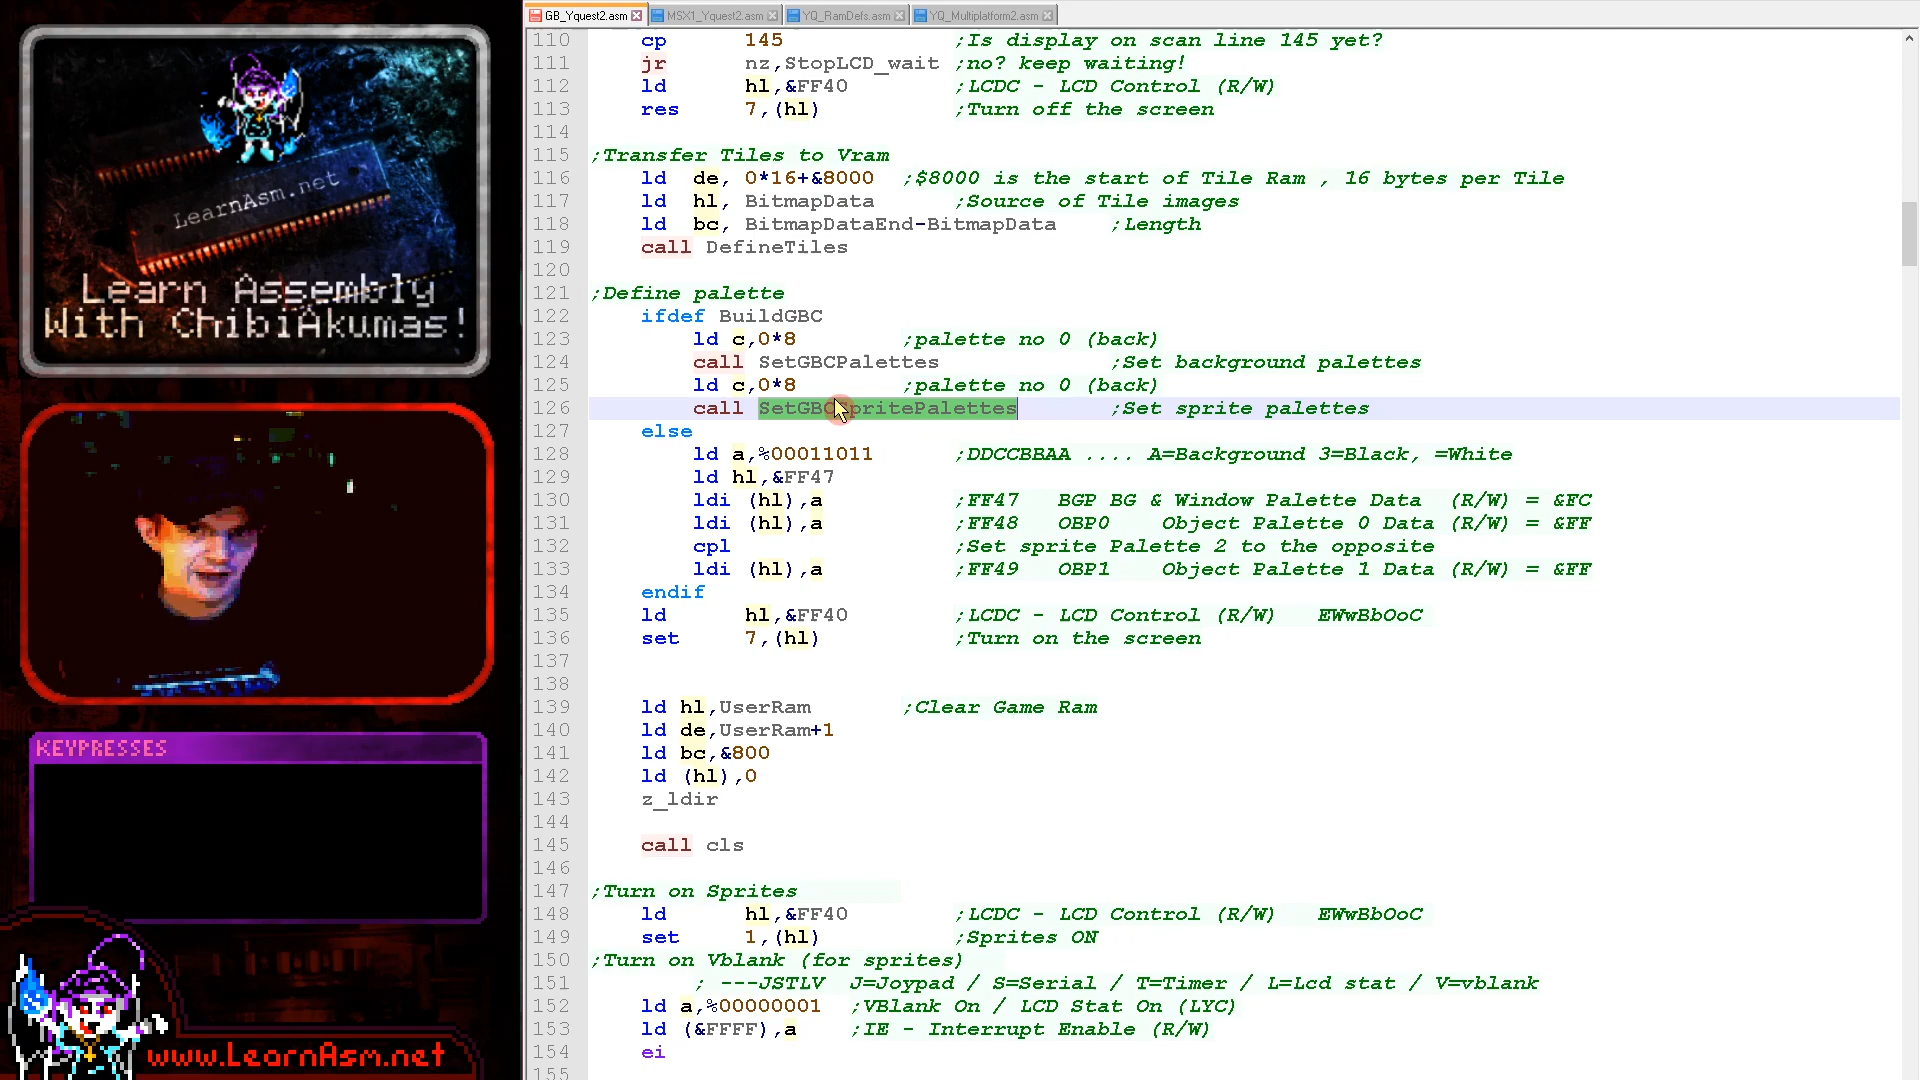 LearnAsm.net
Learn Assembly
With ChibiAkumas!
KEYPRESSES
www.LearnAsm.net
GB_Yquest2.asm MSX1_Yquest2.asm YQ_RamDefs.asm YQ_Multiplatform2.asm
110 cp 145 ;Is display on scan line 145 yet?
111 jr nz,StopLCD_wait ;no? keep waiting!
112 ld hl,&FF40 ;LCDC - LCD Control (R/W)
113 res 7,(hl) ;Turn off the screen
114
115 ;Transfer Tiles to Vram
116 ld de, 0*16+&8000 ;$8000 is the start of Tile Ram , 16 bytes per Tile
117 ld hl, BitmapData ;Source of Tile images
118 ld bc, BitmapDataEnd-BitmapData ;Length
119 call DefineTiles
120
121 ;Define palette
122 ifdef BuildGBC
123 ld c,0*8 ;palette no 0 (back)
124 call SetGBCPalettes ;Set background palettes
125 ld c,0*8 ;palette no 0 (back)
126 call SetGBCSpritePalettes ;Set sprite palettes
127 else
128 ld a,%00011011 ;DDCCBBAA .... A=Background 3=Black, =White
129 ld hl,&FF47
130 ldi (hl),a ;FF47 BGP BG & Window Palette Data (R/W) = &FC
131 ldi (hl),a ;FF48 OBP0 Object Palette 0 Data (R/W) = &FF
132 cpl ;Set sprite Palette 2 to the opposite
133 ldi (hl),a ;FF49 OBP1 Object Palette 1 Data (R/W) = &FF
134 endif
135 ld hl,&FF40 ;LCDC - LCD Control (R/W) EWwBbOoC
136 set 7,(hl) ;Turn on the screen
137
138
139 ld hl,UserRam ;Clear Game Ram
140 ld de,UserRam+1
141 ld bc,&800
142 ld (hl),0
143 z_ldir
144
145 call cls
146
147 ;Turn on Sprites
148 ld hl,&FF40 ;LCDC - LCD Control (R/W) EWwBbOoC
149 set 1,(hl) ;Sprites ON
150 ;Turn on Vblank (for sprites)
151 ; ---JSTLV J=Joypad / S=Serial / T=Timer / L=Lcd stat / V=vblank
152 ld a,%00000001 ;VBlank On / LCD Stat On (LYC)
153 ld (&FFFF),a ;IE - Interrupt Enable (R/W)
154 ei
155